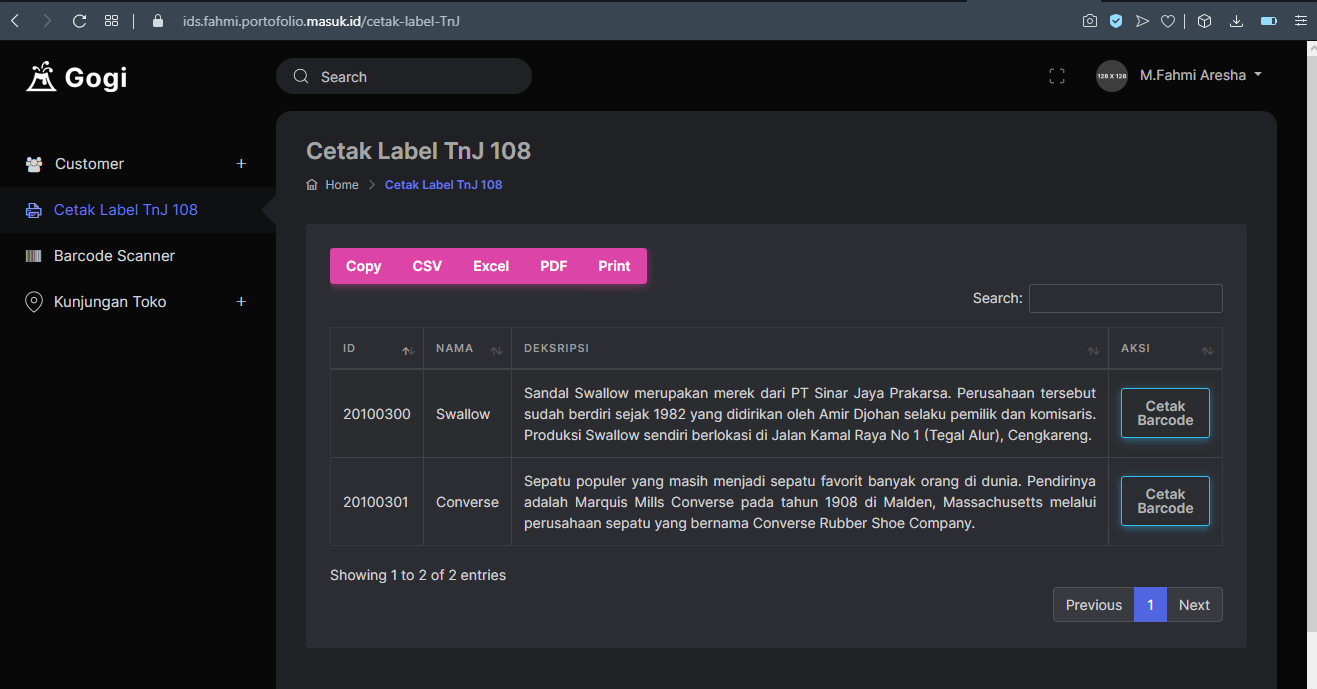 ids.fahmi.portofolio.masuk.id/cetak-label-TnJ
Gogi
Search
128 X 128
M.Fahmi Aresha
Customer +
Cetak Label TnJ 108
Barcode Scanner
Kunjungan Toko +
Cetak Label TnJ 108
Home > Cetak Label TnJ 108
Copy CSV Excel PDF Print
Search:
ID NAMA DEKSRIPSI AKSI
20100300 Swallow
Sandal Swallow merupakan merek dari PT Sinar Jaya Prakarsa. Perusahaan tersebut
sudah berdiri sejak 1982 yang didirikan oleh Amir Djohan selaku pemilik dan komisaris.
Produksi Swallow sendiri berlokasi di Jalan Kamal Raya No 1 (Tegal Alur), Cengkareng.
Cetak
Barcode
20100301 Converse
Sepatu populer yang masih menjadi sepatu favorit banyak orang di dunia. Pendirinya
adalah Marquis Mills Converse pada tahun 1908 di Malden, Massachusetts melalui
perusahaan sepatu yang bernama Converse Rubber Shoe Company.
Cetak
Barcode
Showing 1 to 2 of 2 entries
Previous 1 Next